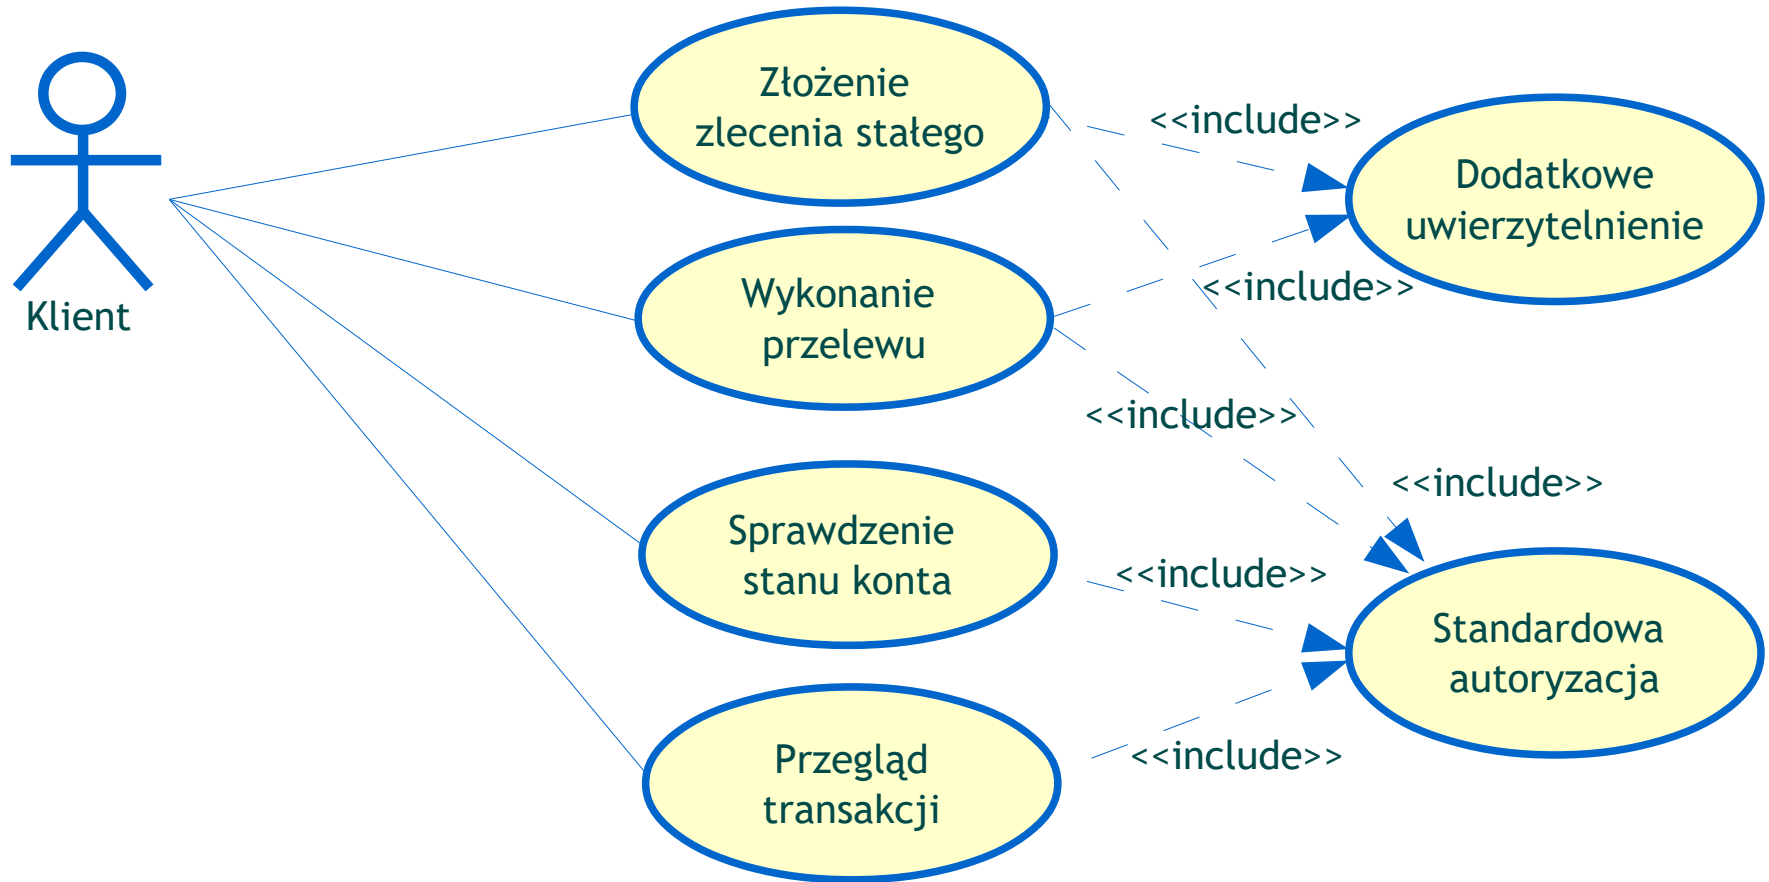 Złożenie
zlecenia stałego
<<include>>
Dodatkowe
uwierzytelnienie
Klient
Wykonanie
przelewu
<<include>>
<<include>>
<<include>>
Sprawdzenie
stanu konta
<<include>>
Standardowa
autoryzacja
Przegląd
transakcji
<<include>>